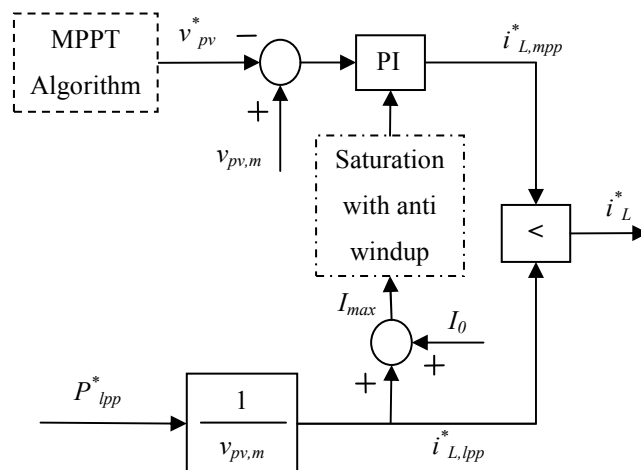 MPPT
Algorithm
v*pv
−
+
vpv,m
PI
i*L,mpp
Saturation
with anti
windup
<
i*L
Imax
I0
+
+
P*lpp
1
vpv,m
i*L,lpp